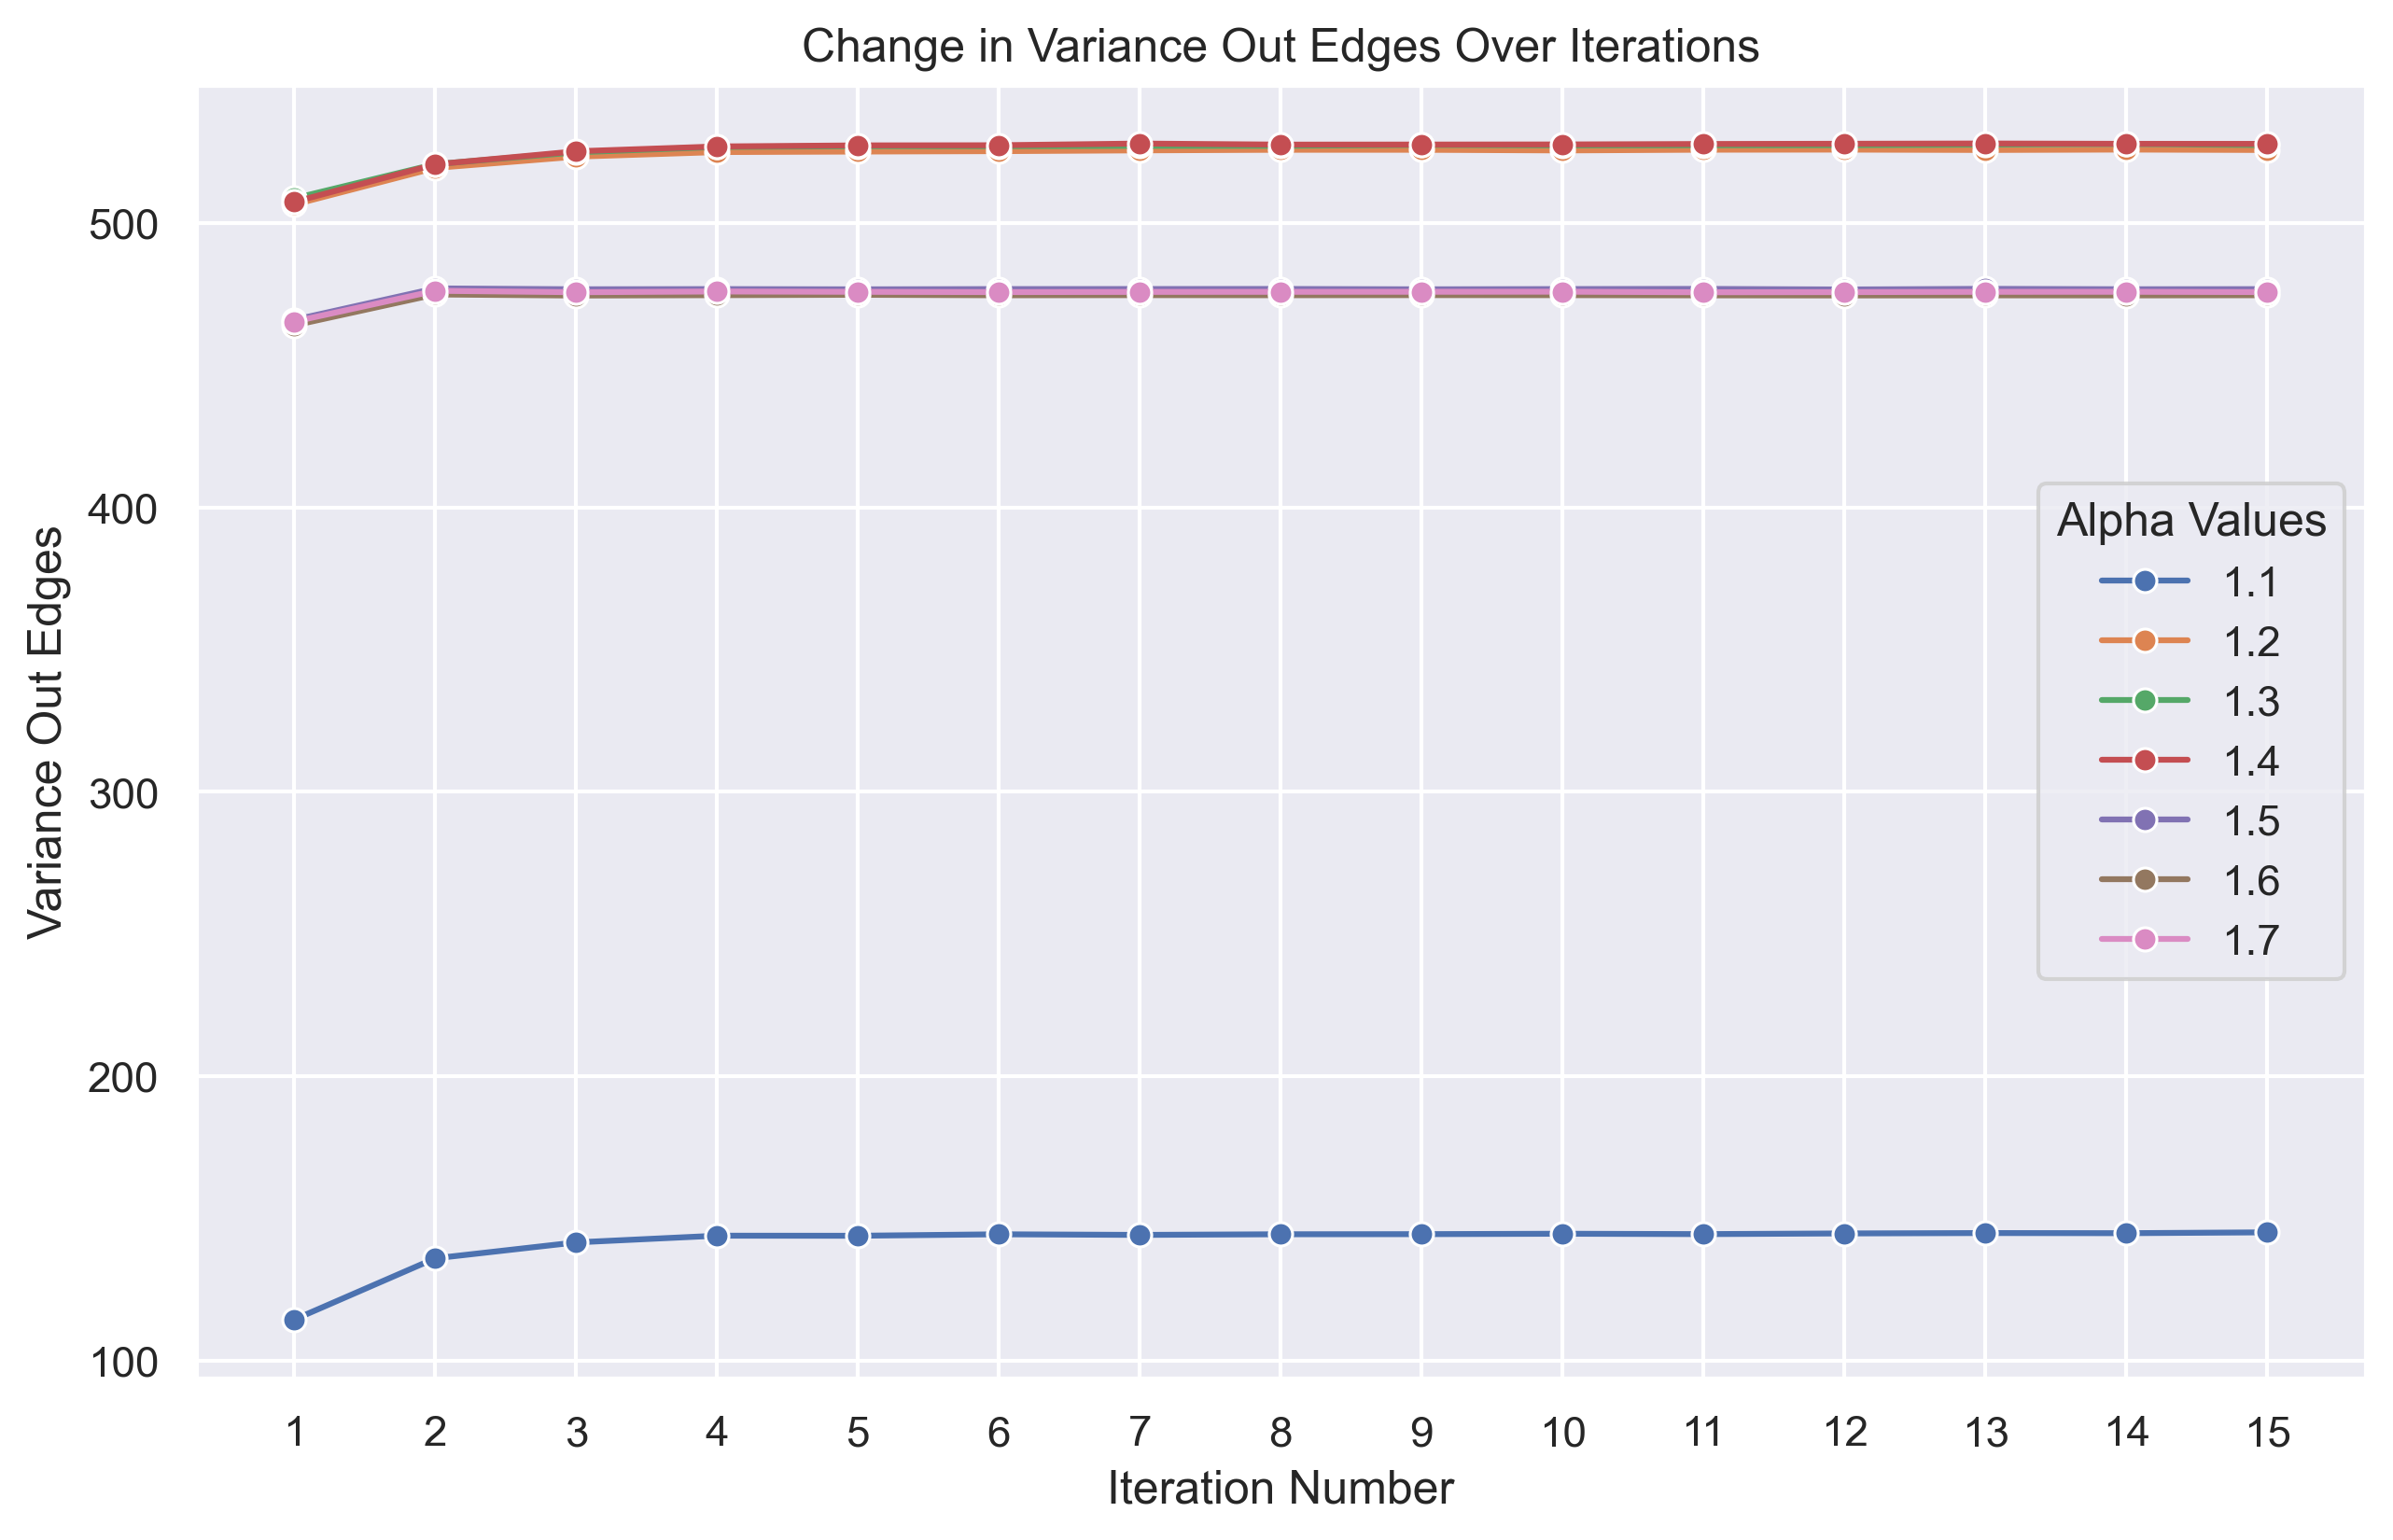 Change in Variance Out Edges Over Iterations
Variance Out Edges
500
400
300
200
100
Alpha Values
1.1
1.2
1.3
1.4
1.5
1.6
1.7
1 2 3 4 5 6 7 8 9 10 11 12 13 14 15
Iteration Number